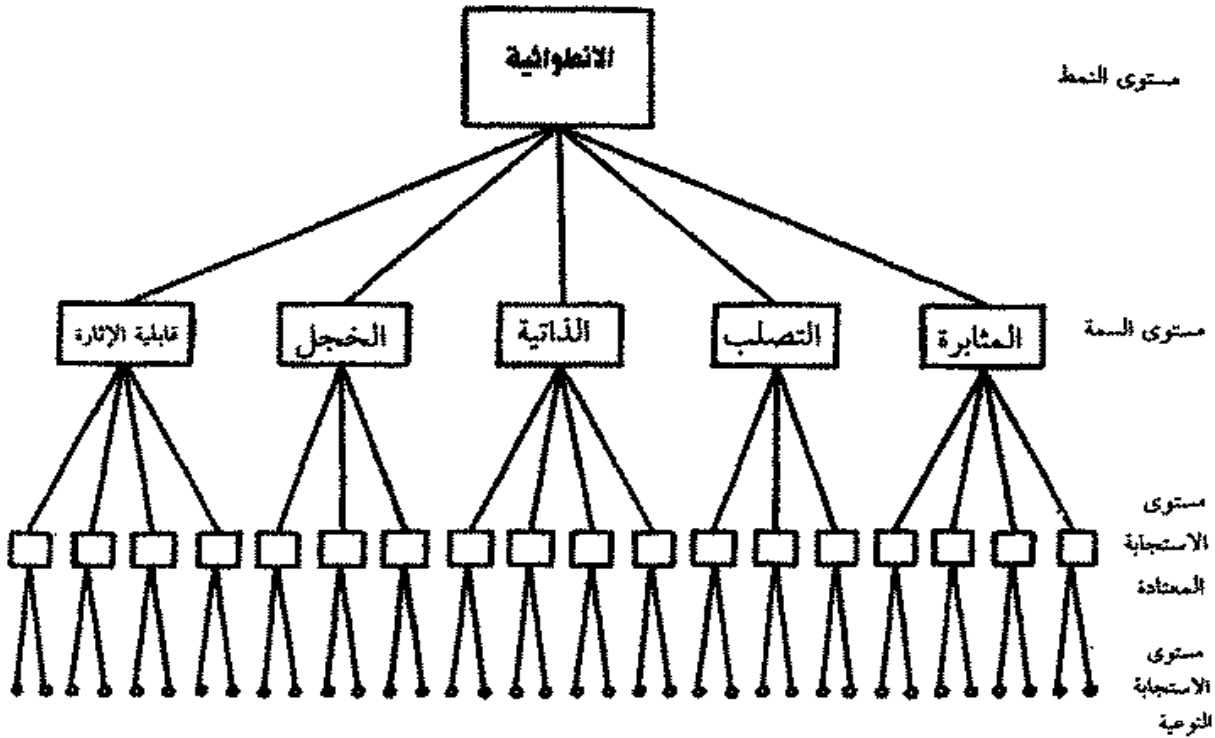 الانطوائية
مستوى النمط
مستوى السمة
المثابرة
التصلب
الذاتية
الخجل
قابلية الإثارة
مستوى
الاستجابة
المعتادة
مستوى
الاستجابة
النوعية